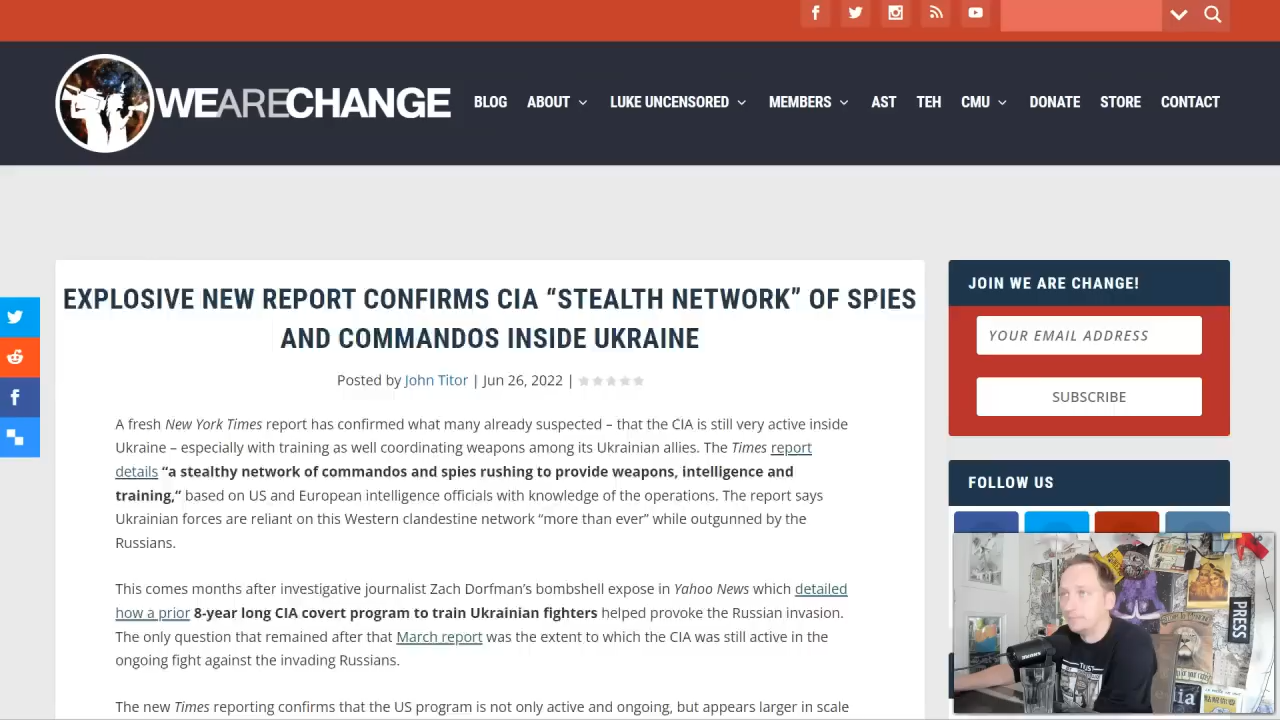 WEARECHANGE
BLOG ABOUT LUKE UNCENSORED MEMBERS AST TEH CMU DONATE STORE CONTACT
EXPLOSIVE NEW REPORT CONFIRMS CIA “STEALTH NETWORK” OF SPIES
AND COMMANDOS INSIDE UKRAINE
Posted by John Titor | Jun 26, 2022 |
A fresh New York Times report has confirmed what many already suspected – that the CIA is still very active inside
Ukraine – especially with training as well coordinating weapons among its Ukrainian allies. The Times report
details “a stealthy network of commandos and spies rushing to provide weapons, intelligence and
training,” based on US and European intelligence officials with knowledge of the operations. The report says
Ukrainian forces are reliant on this Western clandestine network “more than ever” while outgunned by the
Russians.
This comes months after investigative journalist Zach Dorfman’s bombshell expose in Yahoo News which detailed
how a prior 8-year long CIA covert program to train Ukrainian fighters helped provoke the Russian invasion.
The only question that remained after that March report was the extent to which the CIA was still active in the
ongoing fight against the invading Russians.
The new Times reporting confirms that the US program is not only active and ongoing, but appears larger in scale
JOIN WE ARE CHANGE!
YOUR EMAIL ADDRESS
SUBSCRIBE
FOLLOW US
PRESS